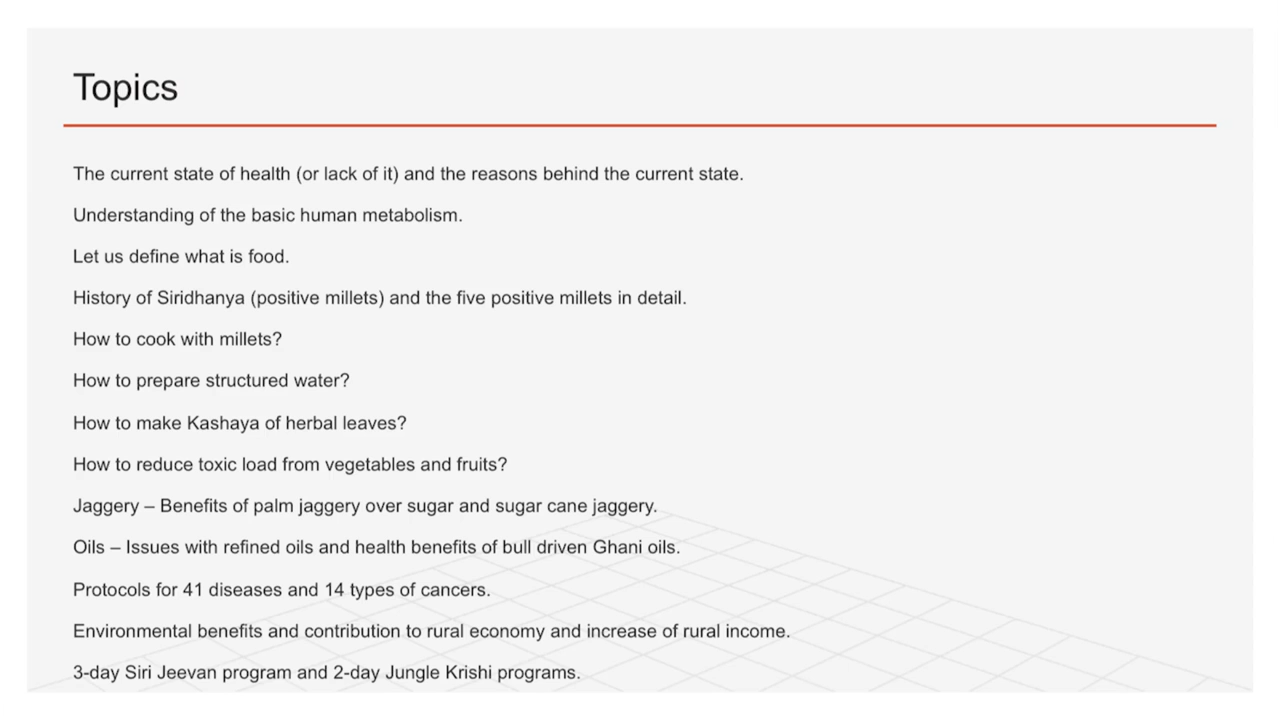 Topics
The current state of health (or lack of it) and the reasons behind the current state.
Understanding of the basic human metabolism.
Let us define what is food.
History of Siridhanya (positive millets) and the five positive millets in detail.
How to cook with millets?
How to prepare structured water?
How to make Kashaya of herbal leaves?
How to reduce toxic load from vegetables and fruits?
Jaggery – Benefits of palm jaggery over sugar and sugar cane jaggery.
Oils – Issues with refined oils and health benefits of bull driven Ghani oils.
Protocols for 41 diseases and 14 types of cancers.
Environmental benefits and contribution to rural economy and increase of rural income.
3-day Siri Jeevan program and 2-day Jungle Krishi programs.